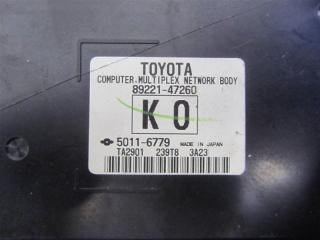 TOYOTA
COMPUTER,MULTIPLEX NETWORK BODY
89221-47260
K0
5011-6779 MADE IN JAPAN
TA2901 239T8 3A23